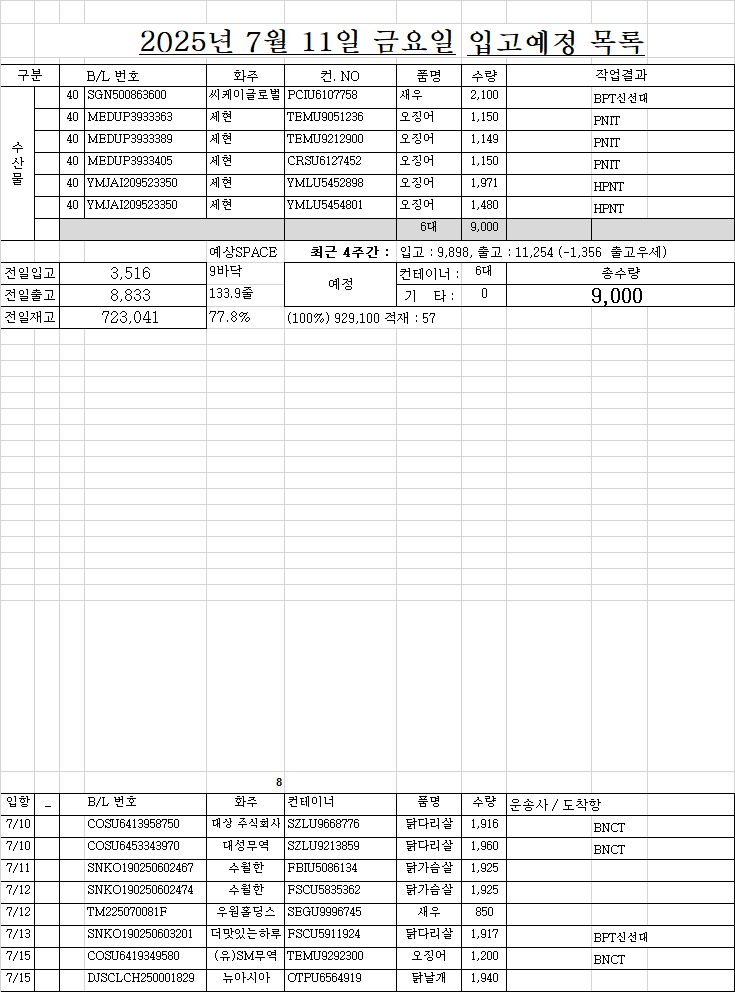 2025년 7월 11일 금요일 입고예정 목록
구분 B/L 번호 화주 컨. NO 품명 수량 작업결과
수산물
40 SGN500863600 씨케이글로벌 PCIU6107758 새우 2,100 BPT신선대
40 MEDUP3933363 세현 TEMU9051236 오징어 1,150 PNIT
40 MEDUP3933389 세현 TEMU9212900 오징어 1,149 PNIT
40 MEDUP3933405 세현 CRSU6127452 오징어 1,150 PNIT
40 YMJAI209523350 세현 YMLU5452898 오징어 1,971 HPNT
40 YMJAI209523350 세현 YMLU5454801 오징어 1,480 HPNT
6대 9,000
예상SPACE 최근 4주간 : 입고 : 9,898, 출고 : 11,254 (-1,356 출고우세)
전일입고 3,516 9바닥 예정 컨테이너 : 6대 총수량
전일출고 8,833 133.9줄 기 타 : 0 9,000
전일재고 723,041 77.8% (100%) 929,100 적재 : 57
8
입항 _ B/L 번호 화주 컨테이너 품명 수량 운송사 / 도착항
7/10 COSU6413958750 대상 주식회사 SZLU9668776 닭다리살 1,916 BNCT
7/10 COSU6453343970 대성무역 SZLU9213859 닭다리살 1,960 BNCT
7/11 SNKO190250602467 수월한 FBIU5086134 닭가슴살 1,925
7/12 SNKO190250602474 수월한 FSCU5835362 닭가슴살 1,925
7/12 TM225070081F 우원홀딩스 SEGU9996745 새우 850
7/13 SNKO190250603201 더맛있는하루 FSCU5911924 닭다리살 1,917 BPT신선대
7/15 COSU6419349580 (유)SM무역 TEMU9292300 오징어 1,200 BNCT
7/15 DJSCLCH250001829 뉴아시아 OTPU6564919 닭날개 1,940